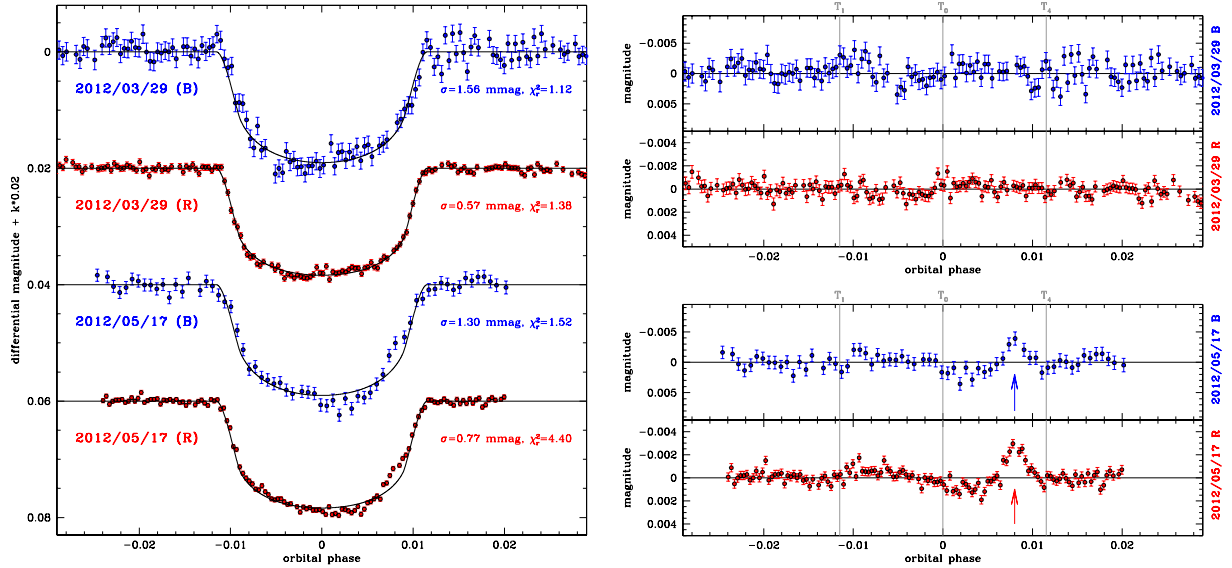 0
0.02
0.04
0.06
0.08
differential magnitude + k*0.02
2012/03/29 (B)
σ=1.56 mmag, χ²ᵣ=1.12
2012/03/29 (R)
σ=0.57 mmag, χ²ᵣ=1.38
2012/05/17 (B)
σ=1.30 mmag, χ²ᵣ=1.52
2012/05/17 (R)
σ=0.77 mmag, χ²ᵣ=4.40
−0.02 −0.01 0 0.01 0.02
orbital phase
T₁ T₀ T₄
−0.005
0
0.005
magnitude
2012/03/29 B
−0.004
−0.002
0
0.002
0.004
magnitude
2012/03/29 R
−0.02 −0.01 0 0.01 0.02
orbital phase
T₁ T₀ T₄
−0.005
0
0.005
magnitude
2012/05/17 B
−0.004
−0.002
0
0.002
0.004
magnitude
2012/05/17 R
−0.02 −0.01 0 0.01 0.02
orbital phase